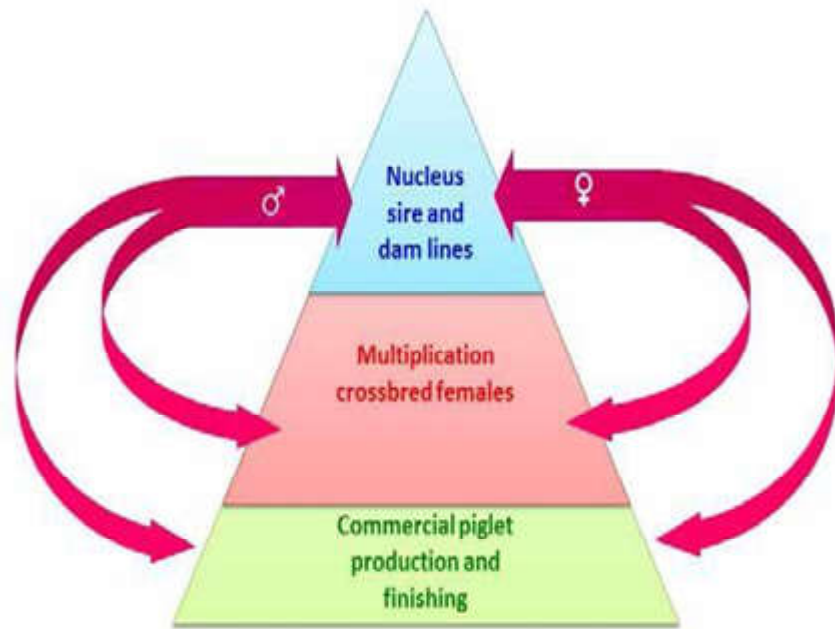 ♂
♀
Nucleus
sire and
dam lines
Multiplication
crossbred females
Commercial piglet
production and
finishing